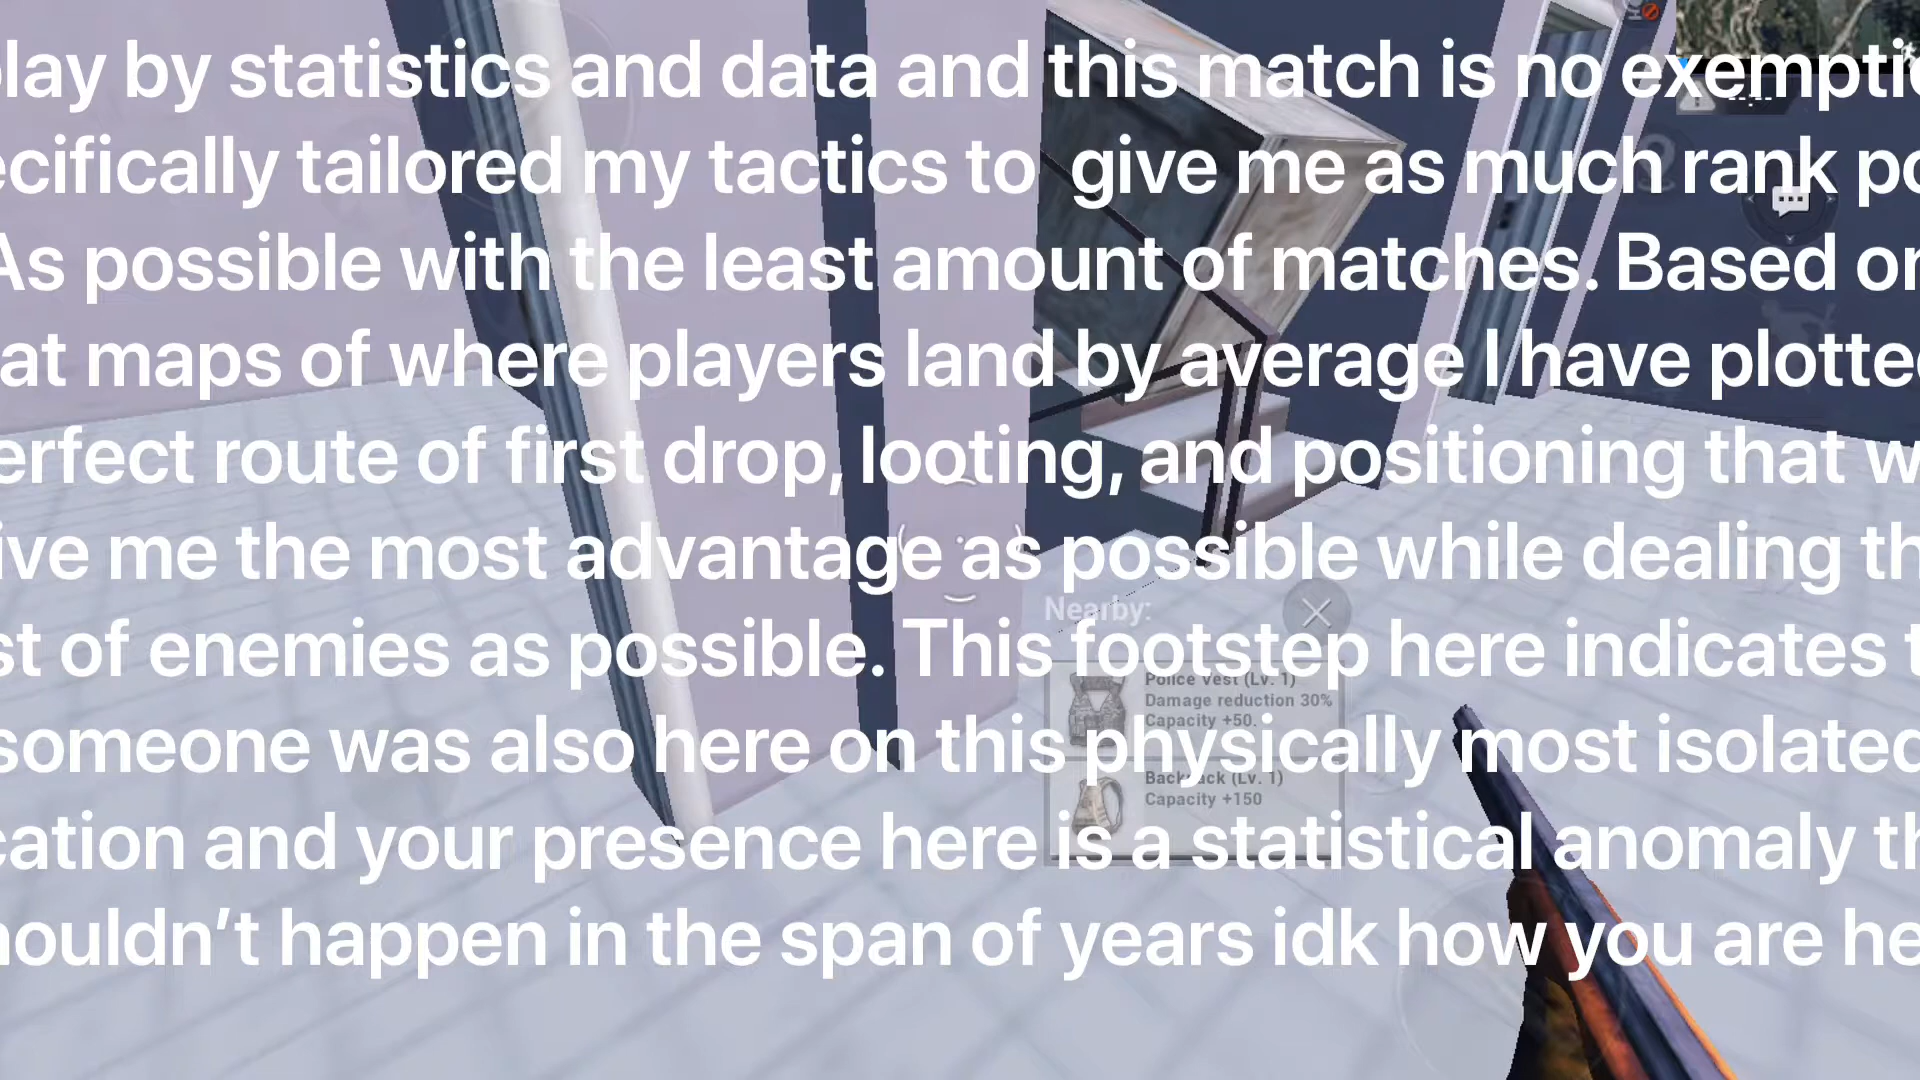 lay by statistics and data and this match is no exempti
ecifically tailored my tactics to give me as much rank po
As possible with the least amount of matches. Based on
at maps of where players land by average I have plotted
erfect route of first drop, looting, and positioning that w
ive me the most advantage as possible while dealing th
st of enemies as possible. This footstep here indicates t
someone was also here on this physically most isolated
cation and your presence here is a statistical anomaly th
houldn't happen in the span of years idk how you are he
Nearby:
Police Vest (Lv. 1)
Damage reduction 30%
Capacity +50.
Backpack (Lv. 1)
Capacity +150